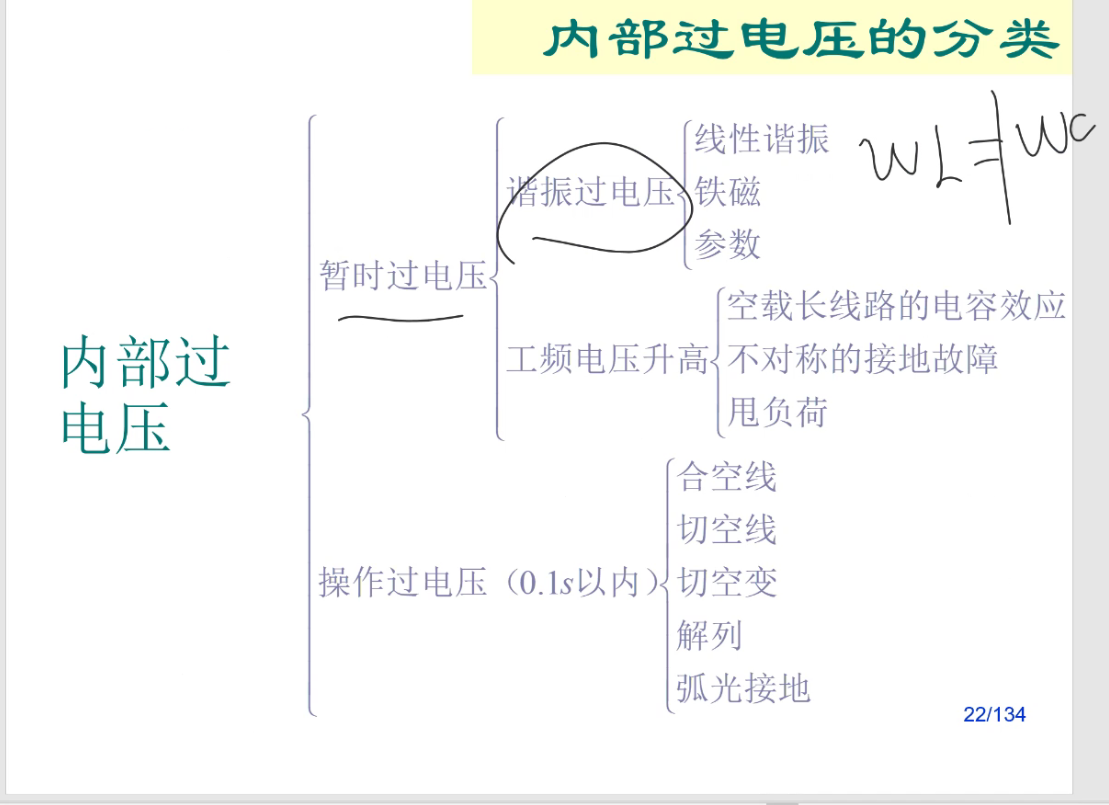 内部过电压的分类
线性谐振
WL=1/WC
谐振过电压
铁磁
参数
暂时过电压
空载长线路的电容效应
工频电压升高
不对称的接地故障
甩负荷
内部过
电压
合空线
切空线
操作过电压（0.1s以内）
切空变
解列
弧光接地
22/134